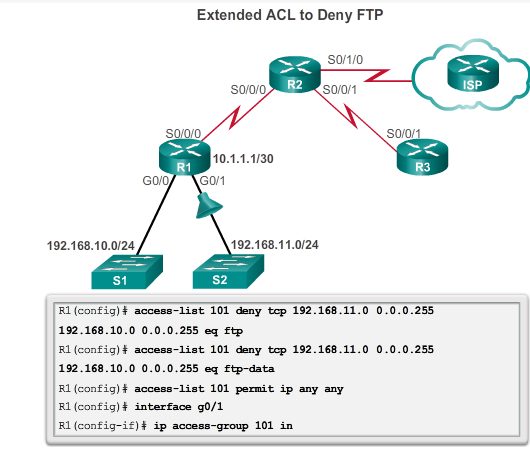 Extended ACL to Deny FTP
S0/1/0
R2
ISP
S0/0/0
S0/0/1
S0/0/0
S0/0/1
R1
10.1.1.1/30
R3
G0/0
G0/1
192.168.10.0/24
192.168.11.0/24
S1
S2
R1(config)# access-list 101 deny tcp 192.168.11.0 0.0.0.255
192.168.10.0 0.0.0.255 eq ftp
R1(config)# access-list 101 deny tcp 192.168.11.0 0.0.0.255
192.168.10.0 0.0.0.255 eq ftp-data
R1(config)# access-list 101 permit ip any any
R1(config)# interface g0/1
R1(config-if)# ip access-group 101 in